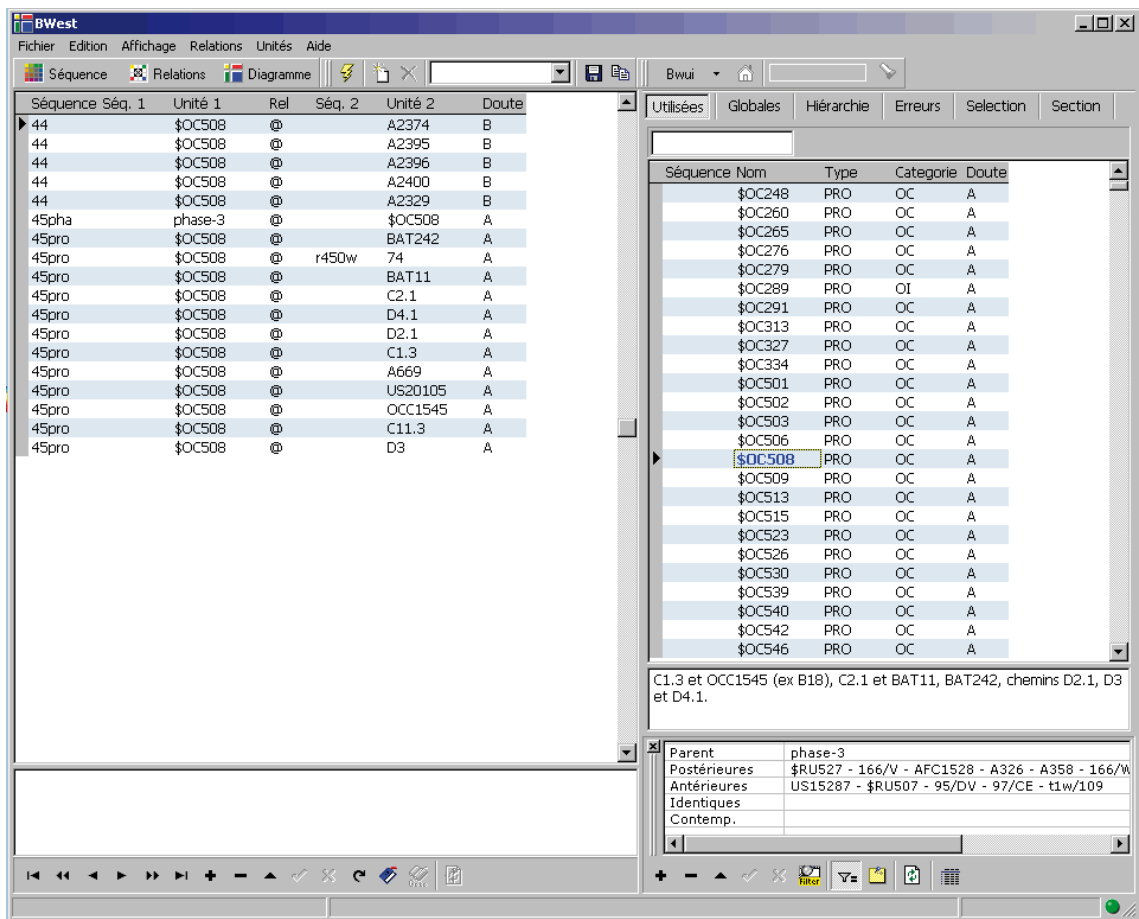 BWest
Fichier Edition Affichage Relations Unités Aide
Séquence Relations Diagramme Bwui
Séquence Séq. 1 Unité 1 Rel Séq. 2 Unité 2 Doute
44 $OC508 @ A2374 B
44 $OC508 @ A2395 B
44 $OC508 @ A2396 B
44 $OC508 @ A2400 B
44 $OC508 @ A2329 B
45pha phase-3 @ $OC508 A
45pro $OC508 @ BAT242 A
45pro $OC508 @ r450w 74 A
45pro $OC508 @ BAT11 A
45pro $OC508 @ C2.1 A
45pro $OC508 @ D4.1 A
45pro $OC508 @ D2.1 A
45pro $OC508 @ C1.3 A
45pro $OC508 @ A669 A
45pro $OC508 @ US20105 A
45pro $OC508 @ OCC1545 A
45pro $OC508 @ C11.3 A
45pro $OC508 @ D3 A
Utilisées Globales Hiérarchie Erreurs Selection Section
Séquence Nom Type Categorie Doute
$OC248 PRO OC A
$OC260 PRO OC A
$OC265 PRO OC A
$OC276 PRO OC A
$OC279 PRO OC A
$OC289 PRO OI A
$OC291 PRO OC A
$OC313 PRO OC A
$OC327 PRO OC A
$OC334 PRO OC A
$OC501 PRO OC A
$OC502 PRO OC A
$OC503 PRO OC A
$OC506 PRO OC A
$OC508 PRO OC A
$OC509 PRO OC A
$OC513 PRO OC A
$OC515 PRO OC A
$OC523 PRO OC A
$OC526 PRO OC A
$OC530 PRO OC A
$OC539 PRO OC A
$OC540 PRO OC A
$OC542 PRO OC A
$OC546 PRO OC A
C1.3 et OCC1545 (ex B18), C2.1 et BAT11, BAT242, chemins D2.1, D3
et D4.1.
Parent phase-3
Postérieures $RU527 - 166/V - AFC1528 - A326 - A358 - 166/W
Antérieures US15287 - $RU507 - 95/DV - 97/CE - t1w/109
Identiques
Contemp.
Filter